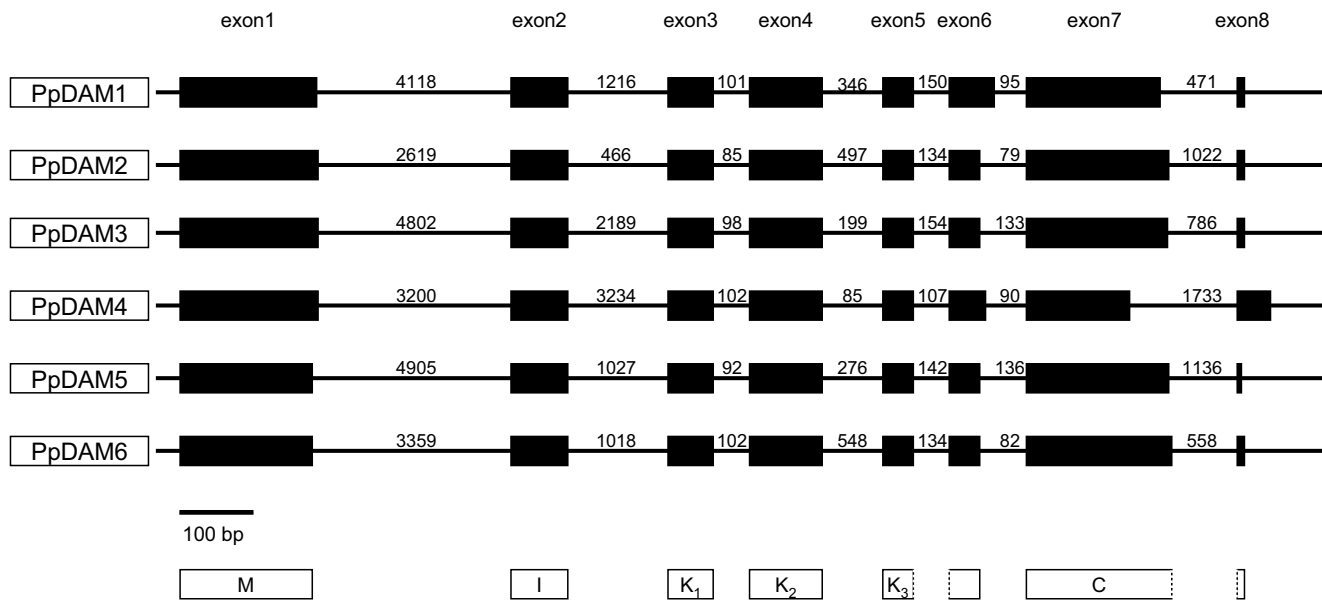 exon1 exon2 exon3 exon4 exon5 exon6 exon7 exon8
PpDAM1 4118 1216 101 346 150 95 471
PpDAM2 2619 466 85 497 134 79 1022
PpDAM3 4802 2189 98 199 154 133 786
PpDAM4 3200 3234 102 85 107 90 1733
PpDAM5 4905 1027 92 276 142 136 1136
PpDAM6 3359 1018 102 548 134 82 558
100 bp
M I K₁ K₂ K₃ C